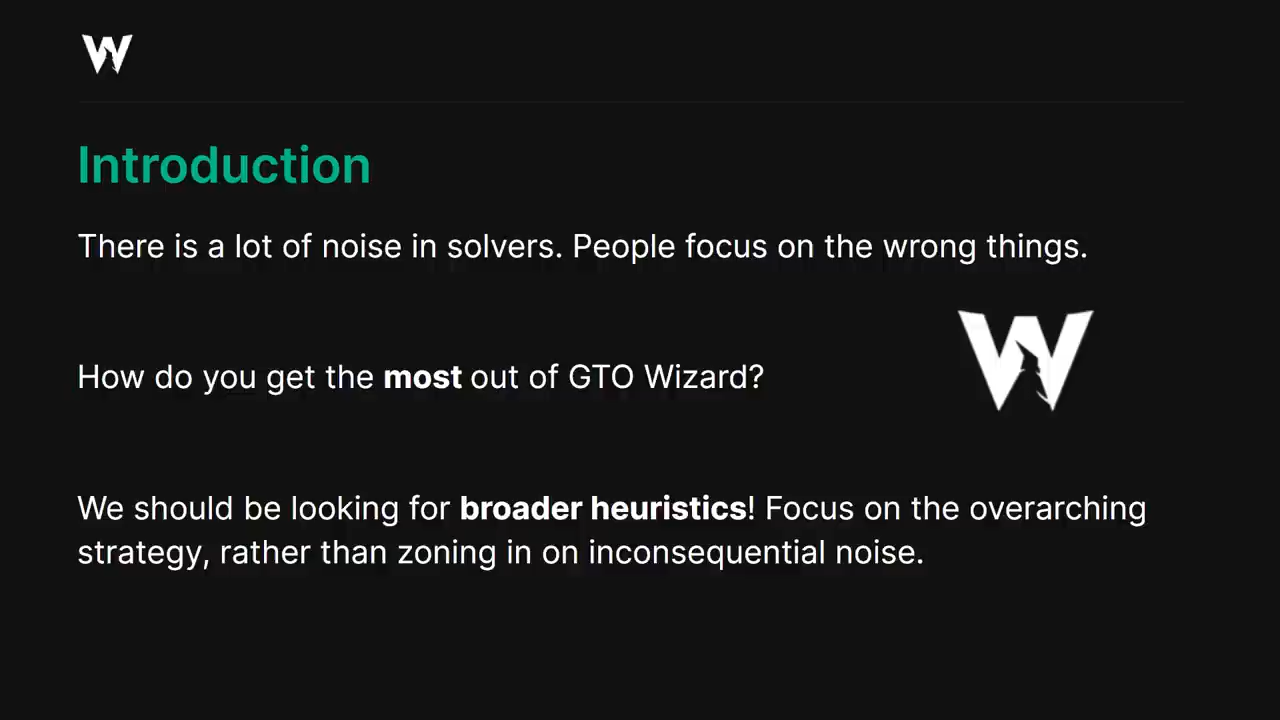 Introduction
There is a lot of noise in solvers. People focus on the wrong things.
How do you get the most out of GTO Wizard?
We should be looking for broader heuristics! Focus on the overarching
strategy, rather than zoning in on inconsequential noise.